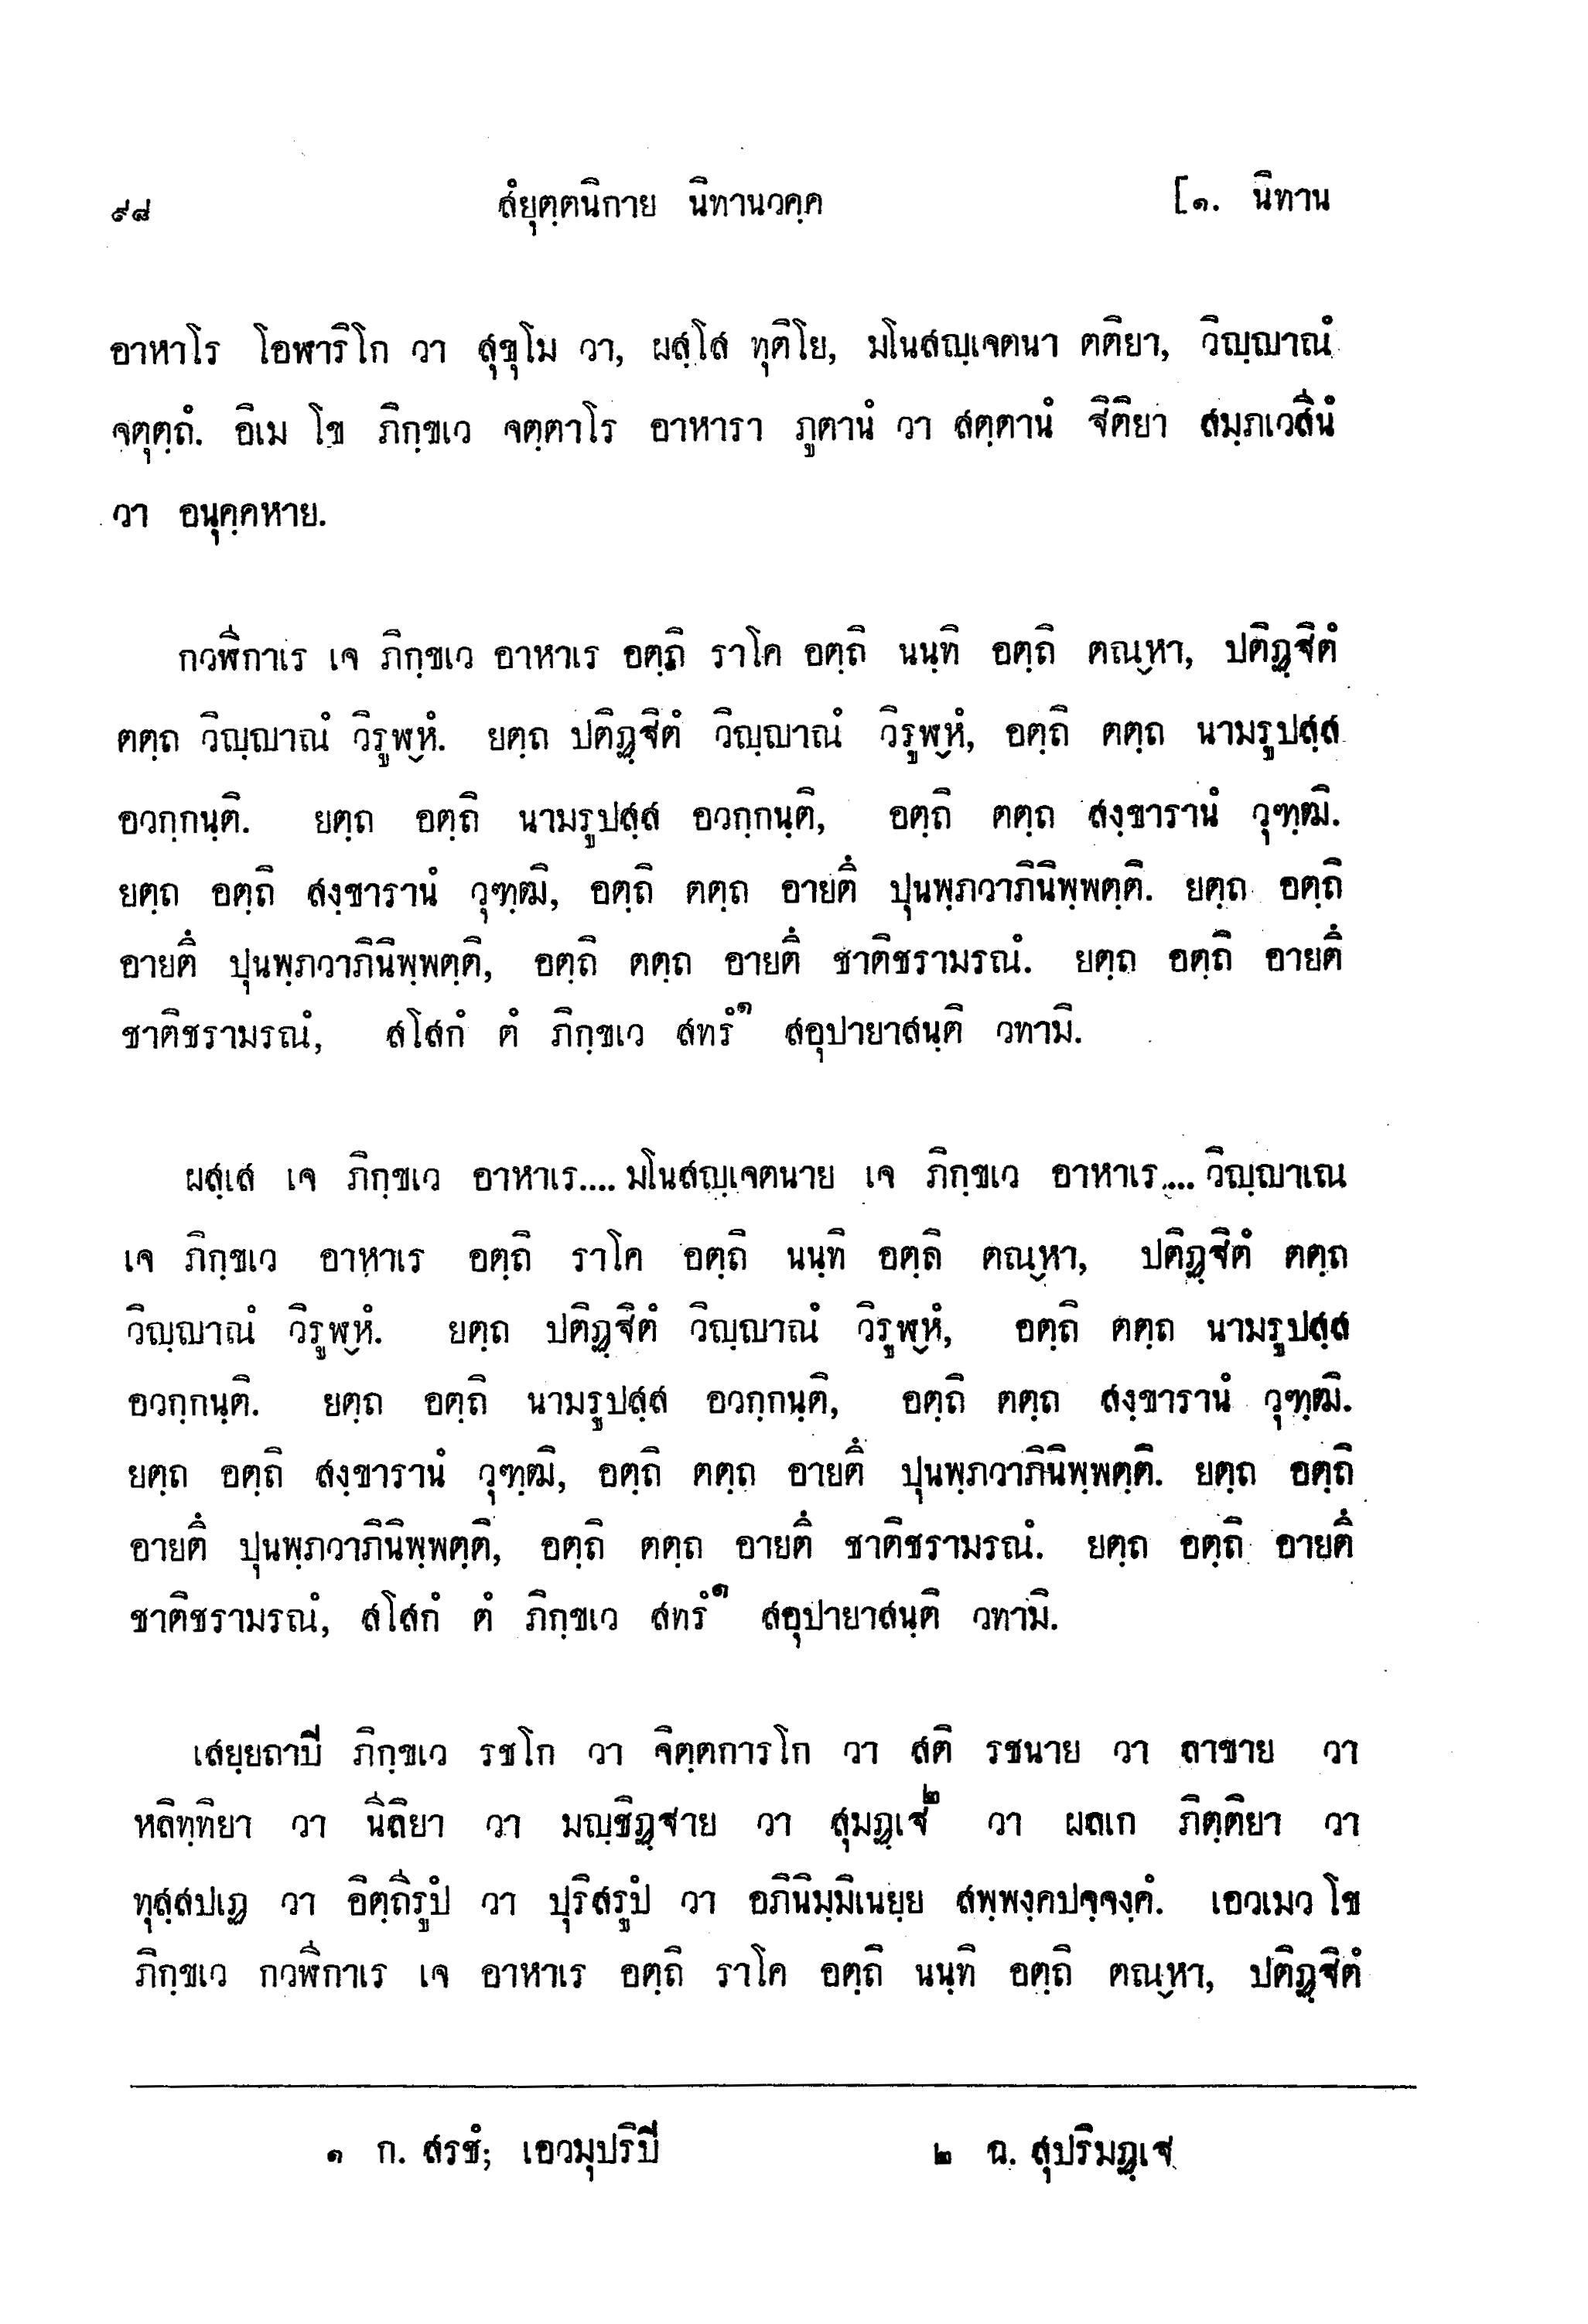 ๙๘ สํยุตฺตนิกาย นิทานวคฺค [๑. นิทาน
อาหาโร โอฬาริโก วา สุขุโม วา, ผสฺโส ทุติโย, มโนสญฺเจตนา ตติยา, วิญฺญาณํ
จตุตฺถํ. อิเม โข ภิกฺขเว จตฺตาโร อาหารา ภูตานํ วา สตฺตานํ ฐิติยา สมฺภเวสีนํ
วา อนุคฺคหาย.
กวฬีกาเร เจ ภิกฺขเว อาหาเร อตฺถิ ราโค อตฺถิ นนฺทิ อตฺถิ ตณฺหา, ปติฏฺฐิตํ
ตตฺถ วิญฺญาณํ วิรูฬฺหํ. ยตฺถ ปติฏฺฐิตํ วิญฺญาณํ วิรูฬฺหํ, อตฺถิ ตตฺถ นามรูปสฺส
อวกฺกนฺติ. ยตฺถ อตฺถิ นามรูปสฺส อวกฺกนฺติ, อตฺถิ ตตฺถ สงฺขารานํ วุฑฺฒิ.
ยตฺถ อตฺถิ สงฺขารานํ วุฑฺฒิ, อตฺถิ ตตฺถ อายตึ ปุนพฺภวาภินิพฺพตฺติ. ยตฺถ อตฺถิ
อายตึ ปุนพฺภวาภินิพฺพตฺติ, อตฺถิ ตตฺถ อายตึ ชาติชรามรณํ. ยตฺถ อตฺถิ อายตึ
ชาติชรามรณํ, สโสกํ ตํ ภิกฺขเว สทรํ๑ สอุปายาสนฺติ วทามิ.
ผสฺเส เจ ภิกฺขเว อาหาเร.... มโนสญฺเจตนาย เจ ภิกฺขเว อาหาเร.... วิญฺญาเณ
เจ ภิกฺขเว อาหาเร อตฺถิ ราโค อตฺถิ นนฺทิ อตฺถิ ตณฺหา, ปติฏฺฐิตํ ตตฺถ
วิญฺญาณํ วิรูฬฺหํ. ยตฺถ ปติฏฺฐิตํ วิญฺญาณํ วิรูฬฺหํ, อตฺถิ ตตฺถ นามรูปสฺส
อวกฺกนฺติ. ยตฺถ อตฺถิ นามรูปสฺส อวกฺกนฺติ, อตฺถิ ตตฺถ สงฺขารานํ วุฑฺฒิ.
ยตฺถ อตฺถิ สงฺขารานํ วุฑฺฒิ, อตฺถิ ตตฺถ อายตึ ปุนพฺภวาภินิพฺพตฺติ. ยตฺถ อตฺถิ
อายตึ ปุนพฺภวาภินิพฺพตฺติ, อตฺถิ ตตฺถ อายตึ ชาติชรามรณํ. ยตฺถ อตฺถิ อายตึ
ชาติชรามรณํ, สโสกํ ตํ ภิกฺขเว สทรํ๑ สอุปายาสนฺติ วทามิ.
เสยฺยถาปิ ภิกฺขเว รชโก วา จิตฺตการโก วา สติ รชนาย วา ลาขาย วา
หลิทฺทิยา วา นีลิยา วา มญฺชิฏฺฐาย วา สุมฏฺเฐ๒ วา ผลเก ภิตฺติยา วา
ทุสฺสปเฏ วา อิตฺถีรูปํ วา ปุริสรูปํ วา อภินิมฺมิเนยฺย สพฺพงฺคปจฺจงฺคํ. เอวเมว โข
ภิกฺขเว กวฬีกาเร เจ อาหาเร อตฺถิ ราโค อตฺถิ นนฺทิ อตฺถิ ตณฺหา, ปติฏฺฐิตํ
๑ ก. สรชํ; เอวมุปริปิ ๒ ฉ. สุปริมฏฺเฐ